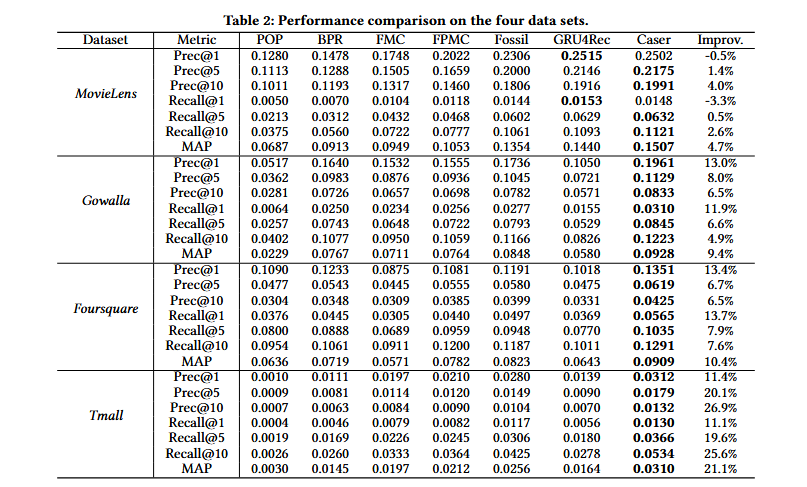 Table 2: Performance comparison on the four data sets.
Dataset Metric POP BPR FMC FPMC Fossil GRU4Rec Caser Improv.
MovieLens
Prec@1 0.1280 0.1478 0.1748 0.2022 0.2306 0.2515 0.2502 -0.5%
Prec@5 0.1113 0.1288 0.1505 0.1659 0.2000 0.2146 0.2175 1.4%
Prec@10 0.1011 0.1193 0.1317 0.1460 0.1806 0.1916 0.1991 4.0%
Recall@1 0.0050 0.0070 0.0104 0.0118 0.0144 0.0153 0.0148 -3.3%
Recall@5 0.0213 0.0312 0.0432 0.0468 0.0602 0.0629 0.0632 0.5%
Recall@10 0.0375 0.0560 0.0722 0.0777 0.1061 0.1093 0.1121 2.6%
MAP 0.0687 0.0913 0.0949 0.1053 0.1354 0.1440 0.1507 4.7%
Gowalla
Prec@1 0.0517 0.1640 0.1532 0.1555 0.1736 0.1050 0.1961 13.0%
Prec@5 0.0362 0.0983 0.0876 0.0936 0.1045 0.0721 0.1129 8.0%
Prec@10 0.0281 0.0726 0.0657 0.0698 0.0782 0.0571 0.0833 6.5%
Recall@1 0.0064 0.0250 0.0234 0.0256 0.0277 0.0155 0.0310 11.9%
Recall@5 0.0257 0.0743 0.0648 0.0722 0.0793 0.0529 0.0845 6.6%
Recall@10 0.0402 0.1077 0.0950 0.1059 0.1166 0.0826 0.1223 4.9%
MAP 0.0229 0.0767 0.0711 0.0764 0.0848 0.0580 0.0928 9.4%
Foursquare
Prec@1 0.1090 0.1233 0.0875 0.1081 0.1191 0.1018 0.1351 13.4%
Prec@5 0.0477 0.0543 0.0445 0.0555 0.0580 0.0475 0.0619 6.7%
Prec@10 0.0304 0.0348 0.0309 0.0385 0.0399 0.0331 0.0425 6.5%
Recall@1 0.0376 0.0445 0.0305 0.0440 0.0497 0.0369 0.0565 13.7%
Recall@5 0.0800 0.0888 0.0689 0.0959 0.0948 0.0770 0.1035 7.9%
Recall@10 0.0954 0.1061 0.0911 0.1200 0.1187 0.1011 0.1291 7.6%
MAP 0.0636 0.0719 0.0571 0.0782 0.0823 0.0643 0.0909 10.4%
Tmall
Prec@1 0.0010 0.0111 0.0197 0.0210 0.0280 0.0139 0.0312 11.4%
Prec@5 0.0009 0.0081 0.0114 0.0120 0.0149 0.0090 0.0179 20.1%
Prec@10 0.0007 0.0063 0.0084 0.0090 0.0104 0.0070 0.0132 26.9%
Recall@1 0.0004 0.0046 0.0079 0.0082 0.0117 0.0056 0.0130 11.1%
Recall@5 0.0019 0.0169 0.0226 0.0245 0.0306 0.0180 0.0366 19.6%
Recall@10 0.0026 0.0260 0.0333 0.0364 0.0425 0.0278 0.0534 25.6%
MAP 0.0030 0.0145 0.0197 0.0212 0.0256 0.0164 0.0310 21.1%